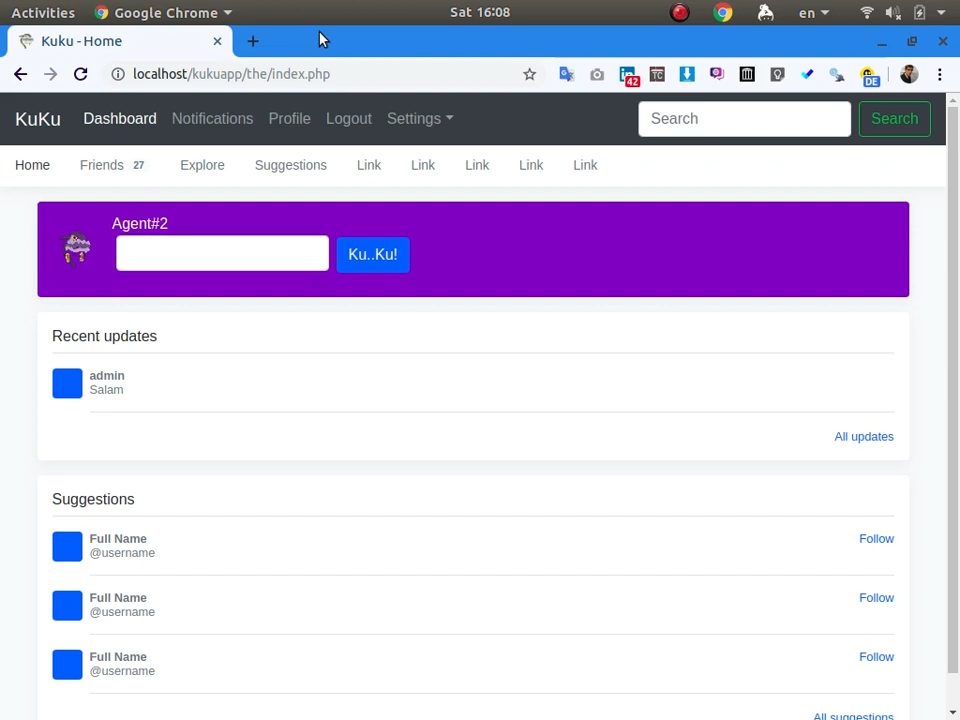 Activities Google Chrome Sat 16:08 en
Kuku - Home
localhost/kukuapp/the/index.php 42 TC DE
KuKu Dashboard Notifications Profile Logout Settings Search Search
Home Friends 27 Explore Suggestions Link Link Link Link Link
Agent#2
Ku..Ku!
Recent updates
admin
Salam
All updates
Suggestions
Full Name Follow
@username
Full Name Follow
@username
Full Name Follow
@username
All suggestions